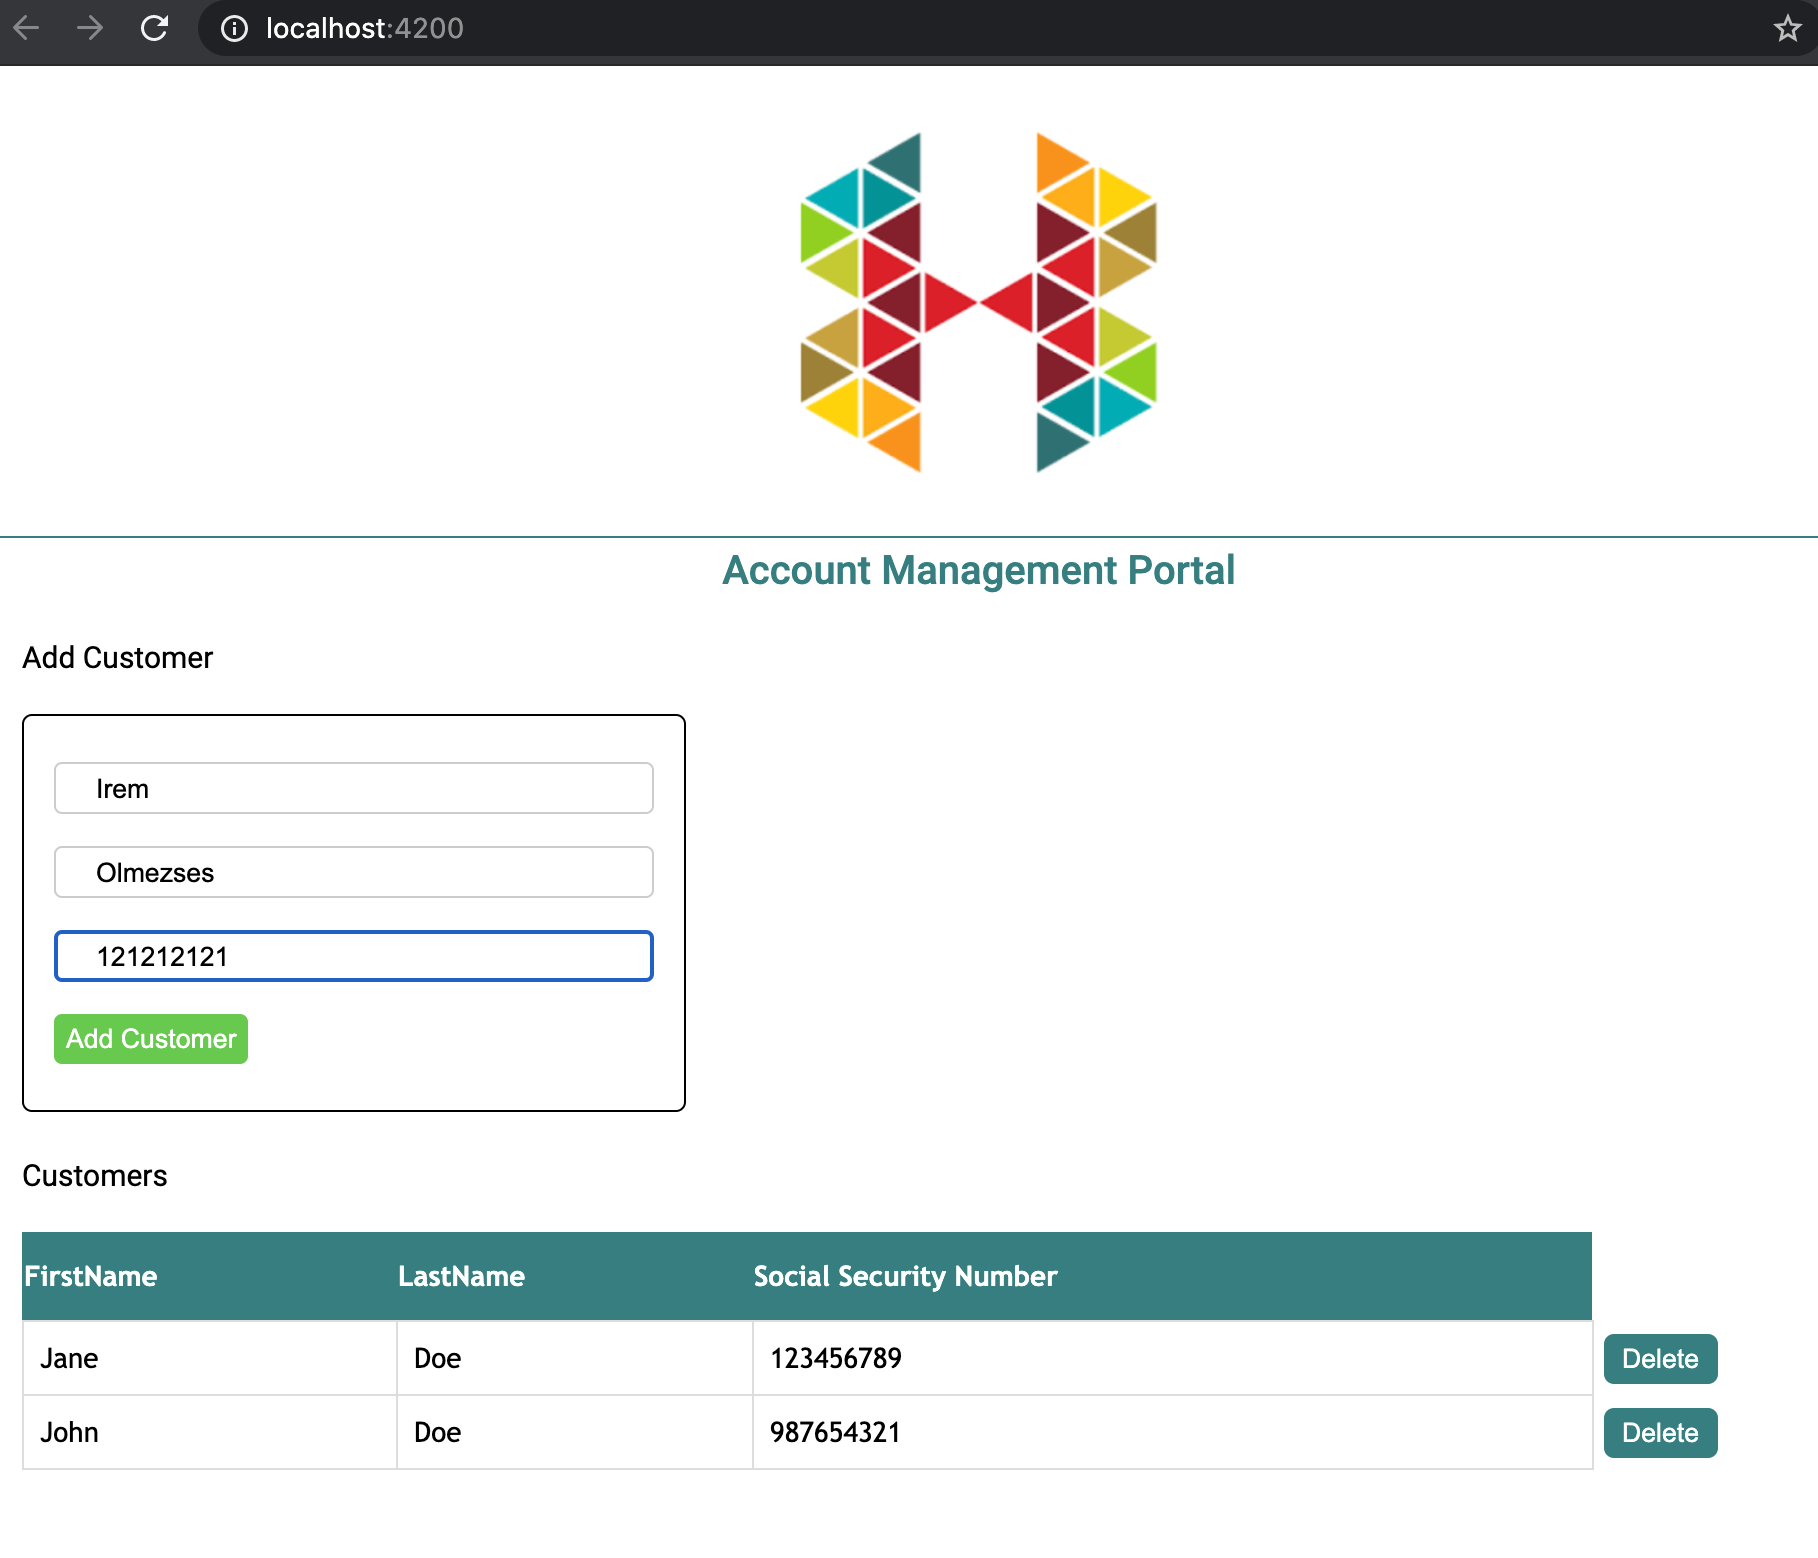 localhost:4200
Account Management Portal
Add Customer
Irem
Olmezses
121212121
Add Customer
Customers
FirstName LastName Social Security Number
Jane Doe 123456789 Delete
John Doe 987654321 Delete